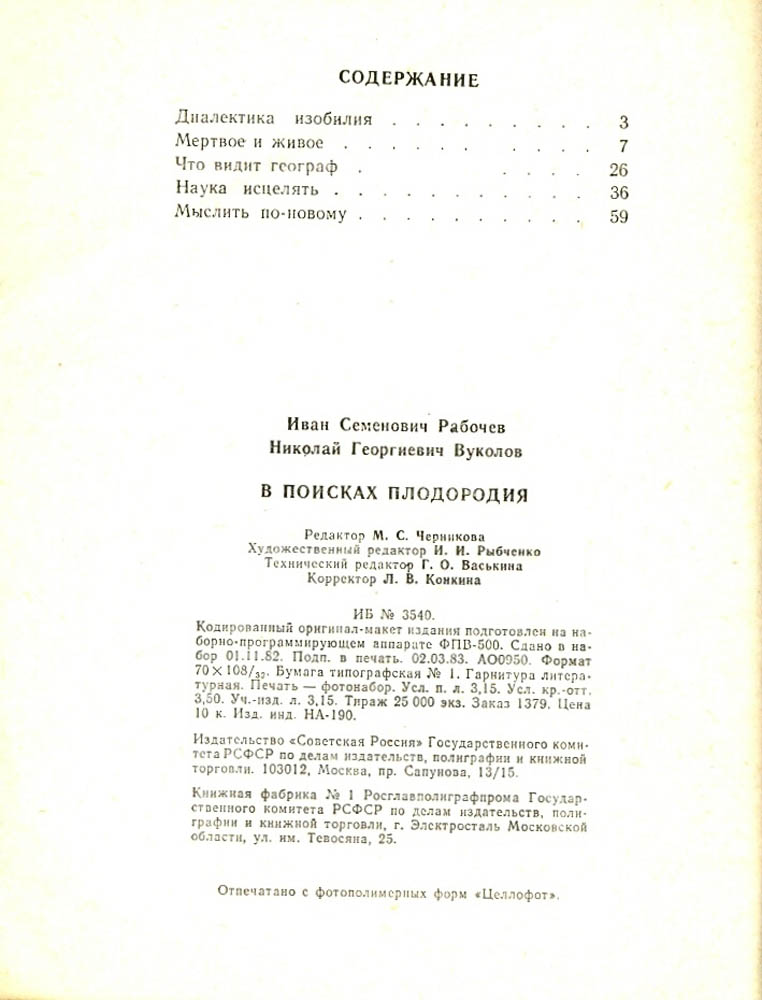 СОДЕРЖАНИЕ
Диалектика изобилия . . . . . . . . . 3
Мертвое и живое . . . . . . . . . 7
Что видит географ . . . . . 26
Наука исцелять . . . . . . . . . . . 36
Мыслить по-новому . . . . . . . . . . 59
Иван Семенович Рабочев
Николай Георгиевич Вуколов
В ПОИСКАХ ПЛОДОРОДИЯ
Редактор М. С. Черникова
Художественный редактор И. И. Рыбченко
Технический редактор Г. О. Васькина
Корректор Л. В. Конкина
ИБ № 3540.
Кодированный оригинал-макет издания подготовлен на на-
борно-программирующем аппарате ФПВ-500. Сдано в на-
бор 01.11.82. Подп. в печать. 02.03.83. АО0950. Формат
70×108/32. Бумага типографская № 1. Гарнитура литера-
турная. Печать — фотонабор. Усл. п. л. 3,15. Усл. кр.-отт.
3,50. Уч.-изд. л. 3,15. Тираж 25 000 экз. Заказ 1379. Цена
10 к. Изд. инд. НА-190.
Издательство «Советская Россия» Государственного коми-
тета РСФСР по делам издательств, полиграфии и книжной
торговли. 103012, Москва, пр. Сапунова, 13/15.
Книжная фабрика № 1 Росглавполиграфпрома Государ-
ственного комитета РСФСР по делам издательств, поли-
графии и книжной торговли, г. Электросталь Московской
области, ул. им. Тевосяна, 25.
Отпечатано с фотополимерных форм «Целлофот».